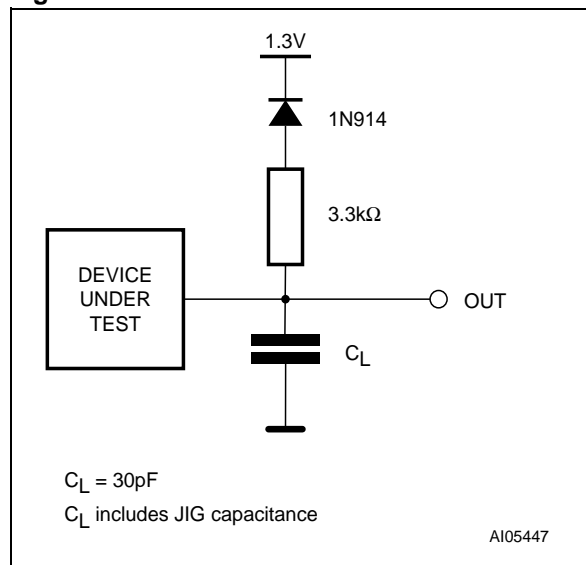 1.3V
1N914
3.3kΩ
DEVICE
UNDER
TEST
OUT
CL
CL = 30pF
CL includes JIG capacitance
AI05447